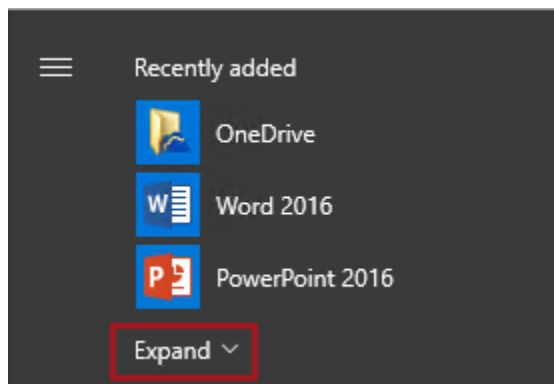 Recently added
OneDrive
W Word 2016
P PowerPoint 2016
Expand